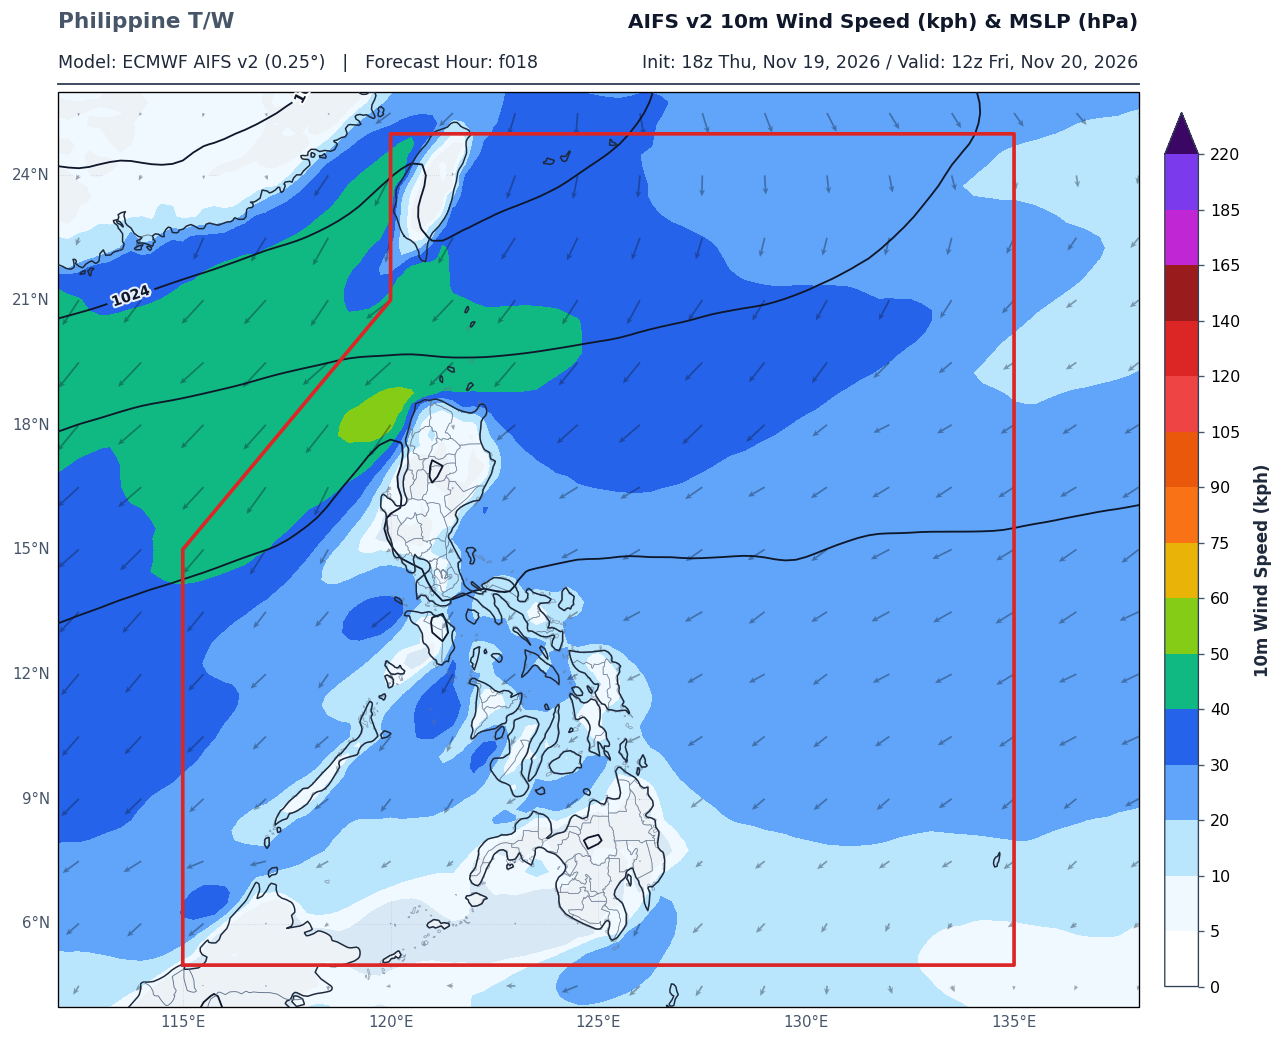 Philippine T/W
AIFS v2 10m Wind Speed (kph) & MSLP (hPa)
Model: ECMWF AIFS v2 (0.25°) | Forecast Hour: f018
Init: 18z Thu, Nov 19, 2026 / Valid: 12z Fri, Nov 20, 2026
24°N
21°N
18°N
15°N
12°N
9°N
6°N
1024
115°E
120°E
125°E
130°E
135°E
220
185
165
140
120
105
90
75
60
50
40
30
20
10
5
0
10m Wind Speed (kph)